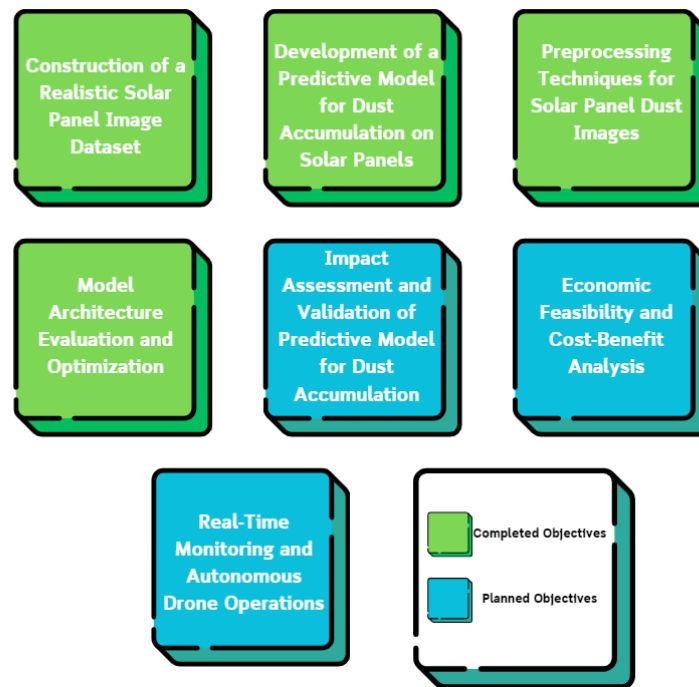 Construction of a
Realistic Solar
Panel Image
Dataset
Development of a
Predictive Model
for Dust
Accumulation on
Solar Panels
Preprocessing
Techniques for
Solar Panel Dust
Images
Model
Architecture
Evaluation and
Optimization
Impact
Assessment and
Validation of
Predictive Model
for Dust
Accumulation
Economic
Feasibility and
Cost-Benefit
Analysis
Real-Time
Monitoring and
Autonomous
Drone Operations
Completed Objectives
Planned Objectives